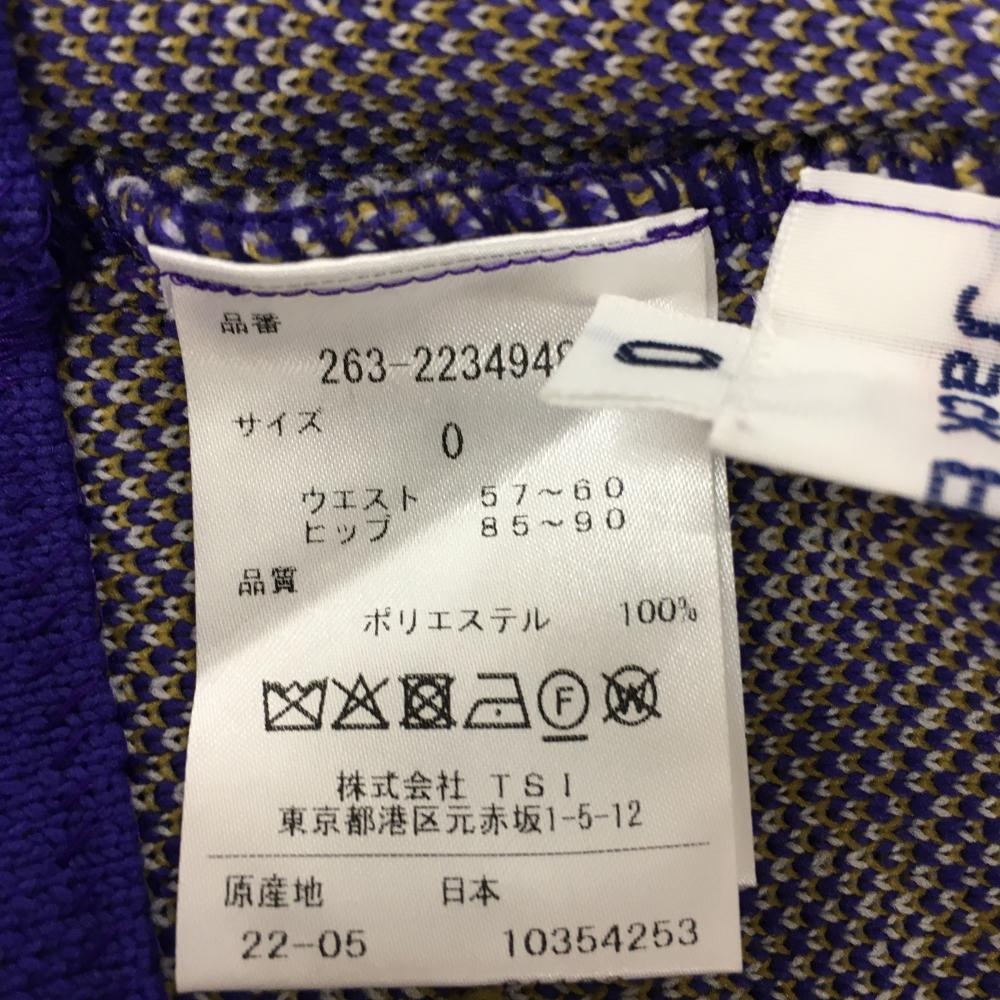 品番
263-2234948
サイズ
0
ウエスト 57~60
ヒップ 85~90
品質
ポリエステル 100%
F
W
株式会社 TSI
東京都港区元赤坂1-5-12
原産地 日本
22-05 10354253
0
Jack